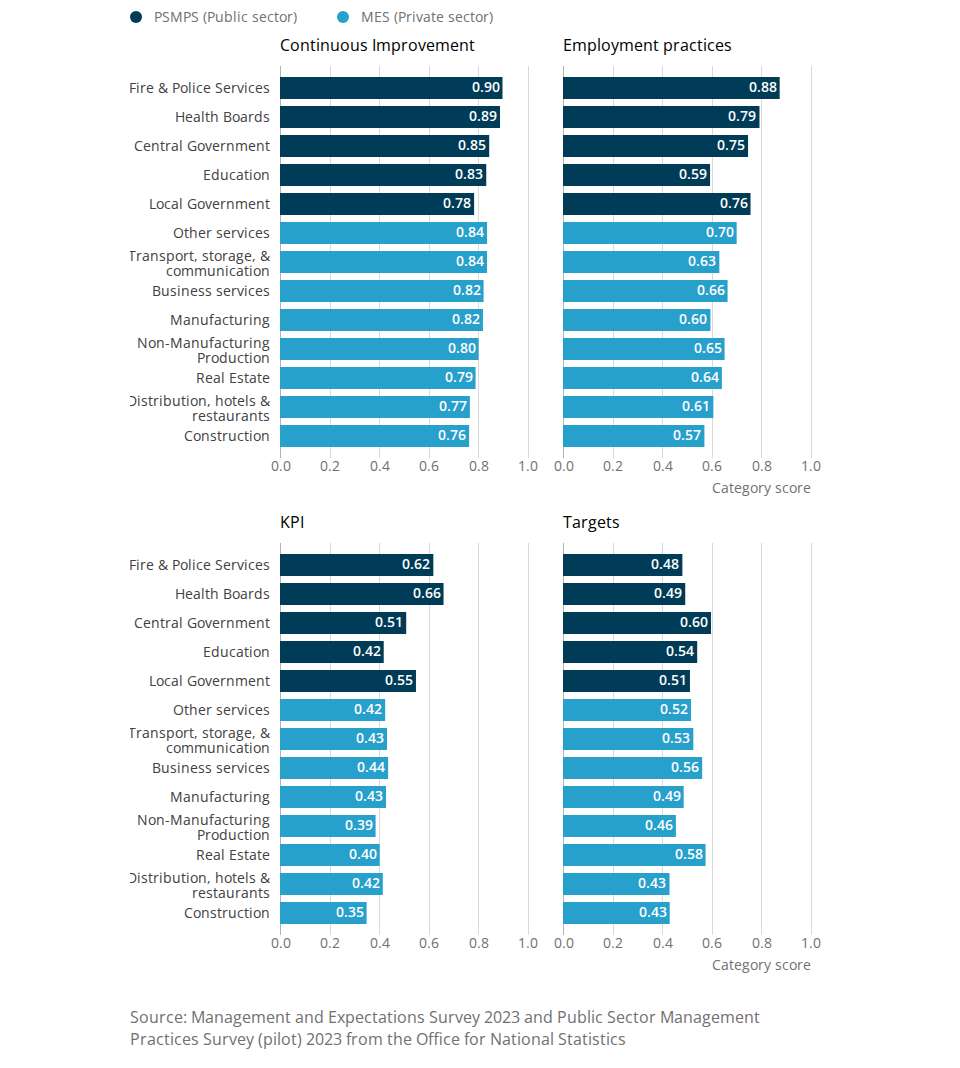 PSMPS (Public sector) MES (Private sector)
Continuous Improvement Employment practices
Fire & Police Services 0.90 0.88
Health Boards 0.89 0.79
Central Government 0.85 0.75
Education 0.83 0.59
Local Government 0.78 0.76
Other services 0.84 0.70
Transport, storage, &
communication 0.84 0.63
Business services 0.82 0.66
Manufacturing 0.82 0.60
Non-Manufacturing
Production 0.80 0.65
Real Estate 0.79 0.64
Distribution, hotels &
restaurants 0.77 0.61
Construction 0.76 0.57
0.0 0.2 0.4 0.6 0.8 1.0 0.0 0.2 0.4 0.6 0.8 1.0
Category score
KPI Targets
Fire & Police Services 0.62 0.48
Health Boards 0.66 0.49
Central Government 0.51 0.60
Education 0.42 0.54
Local Government 0.55 0.51
Other services 0.42 0.52
Transport, storage, &
communication 0.43 0.53
Business services 0.44 0.56
Manufacturing 0.43 0.49
Non-Manufacturing
Production 0.39 0.46
Real Estate 0.40 0.58
Distribution, hotels &
restaurants 0.42 0.43
Construction 0.35 0.43
0.0 0.2 0.4 0.6 0.8 1.0 0.0 0.2 0.4 0.6 0.8 1.0
Category score
Source: Management and Expectations Survey 2023 and Public Sector Management
Practices Survey (pilot) 2023 from the Office for National Statistics